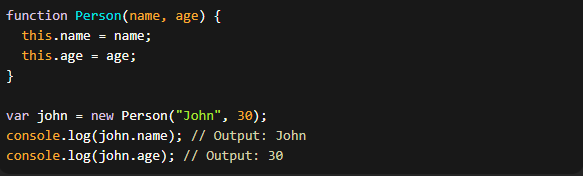 function Person(name, age) {
  this.name = name;
  this.age = age;
}

var john = new Person("John", 30);
console.log(john.name); // Output: John
console.log(john.age); // Output: 30